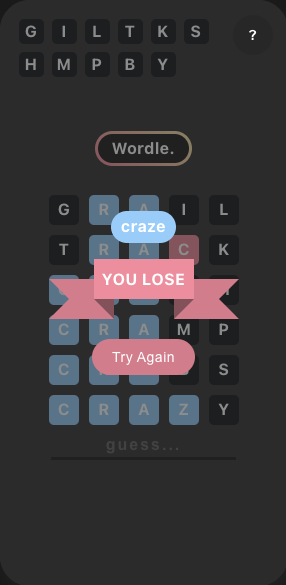 G I L T K S ?
H M P B Y
Wordle.
G R A I L
craze
T R A C K
YOU LOSE
C R A M P
Try Again
C S
C R A Z Y
guess...